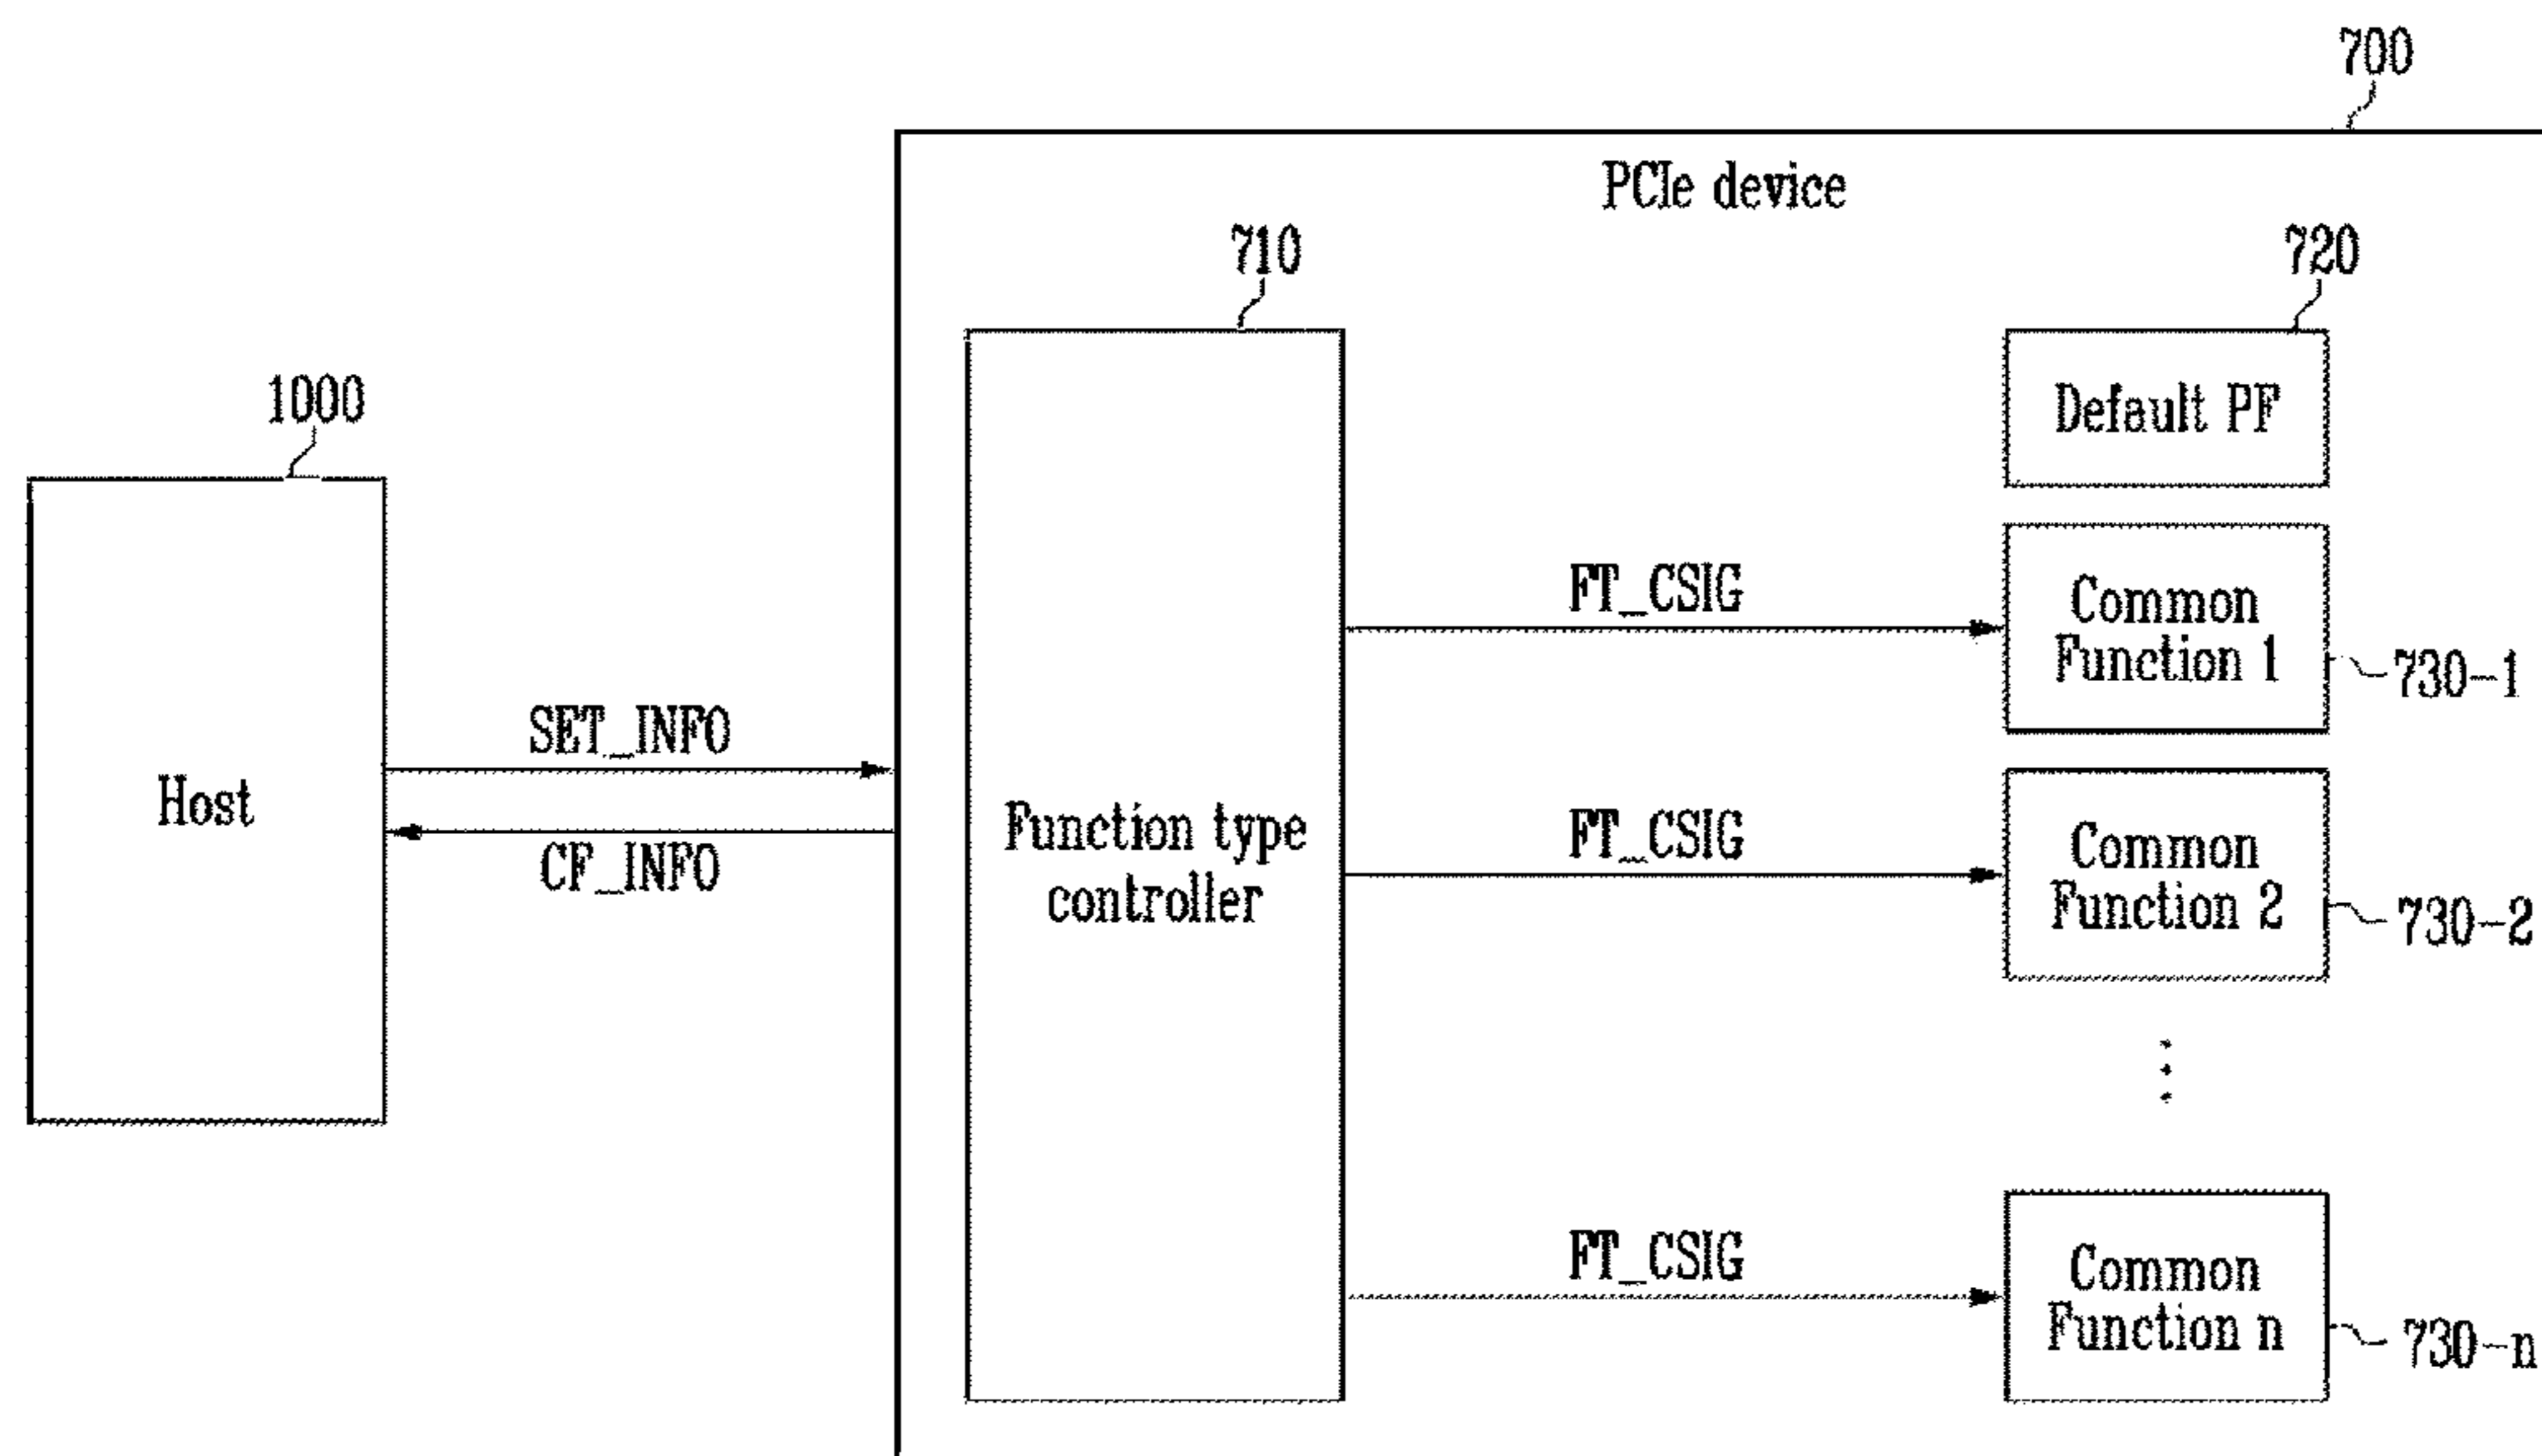 700
PCIe device
710
720
1000
Default PF
FT_CSIG
Common
Function 1
730-1
SET_INFO
Host
CF_INFO
Function type
controller
FT_CSIG
Common
Function 2
730-2
FT_CSIG
Common
Function n
730-n